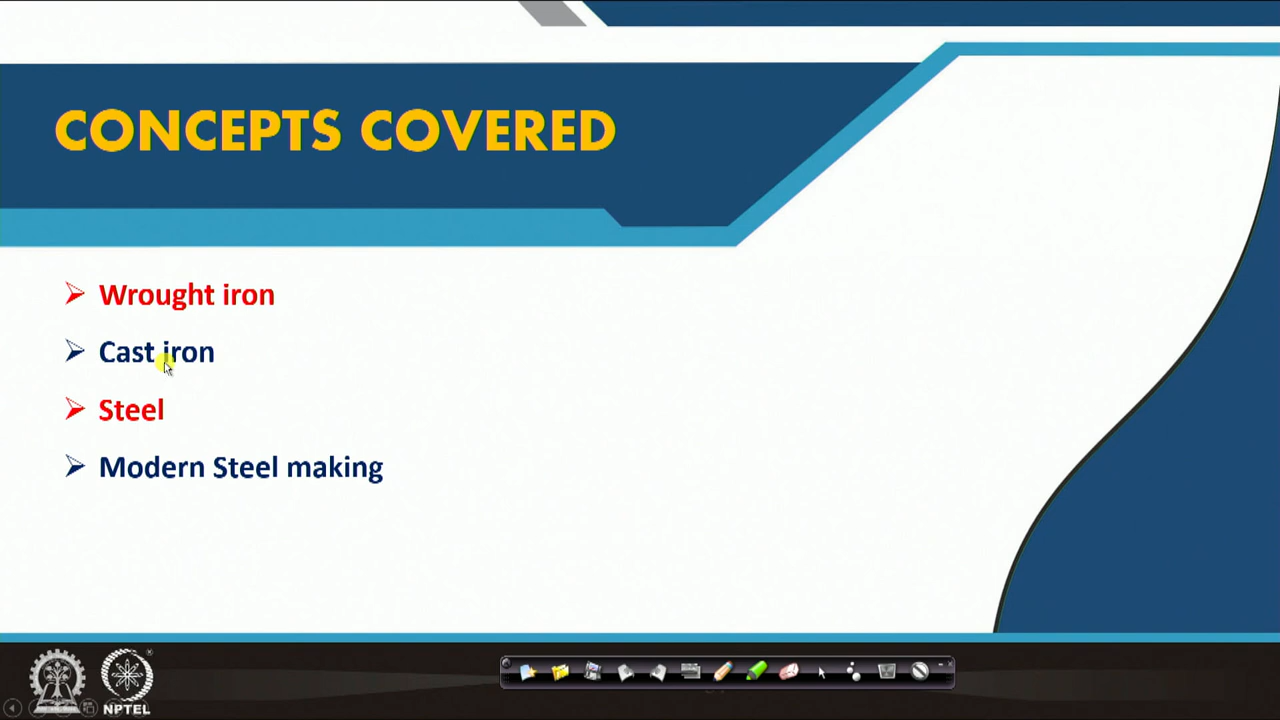 CONCEPTS COVERED
Wrought iron
Cast iron
Steel
Modern Steel making
NPTEL